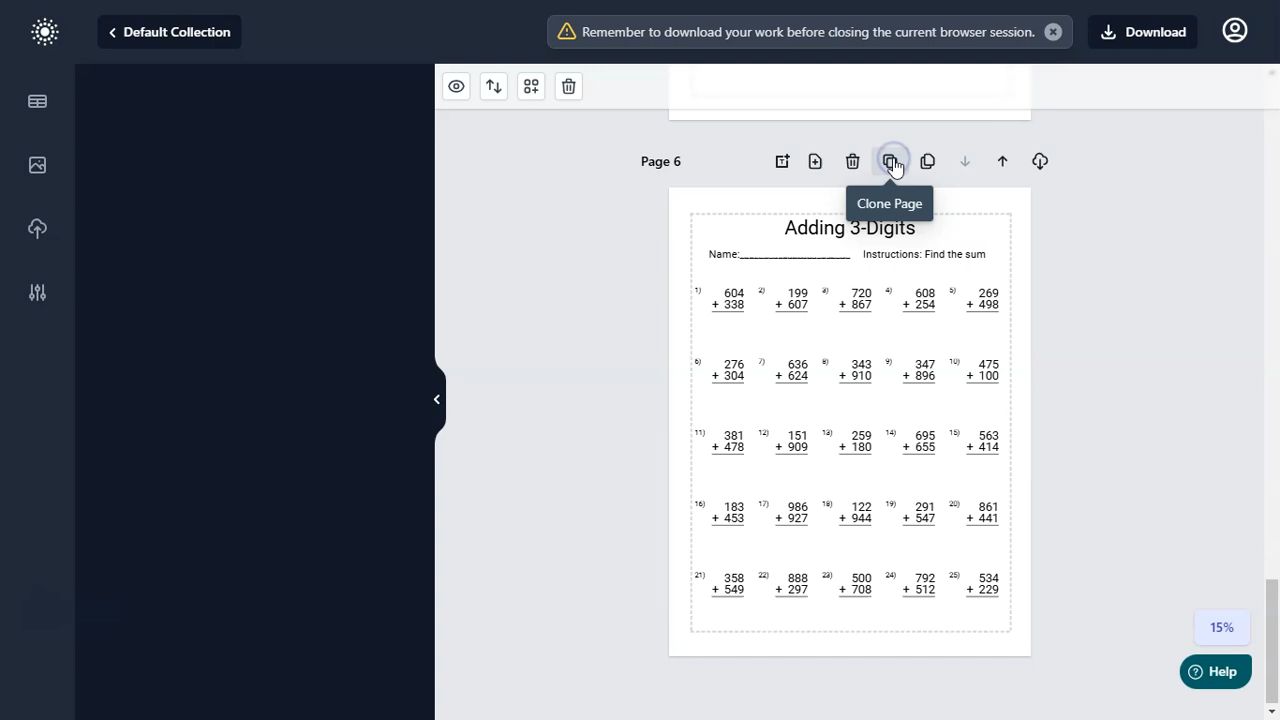 Default Collection
Remember to download your work before closing the current browser session.
Download
Page 6
Clone Page
Adding 3-Digits
Name:______________________ Instructions: Find the sum
1) 604 2) 199 3) 720 4) 608 5) 269
+ 338 + 607 + 867 + 254 + 498
6) 276 7) 636 8) 343 9) 347 10) 475
+ 304 + 624 + 910 + 896 + 100
11) 381 12) 151 13) 259 14) 695 15) 563
+ 478 + 909 + 180 + 655 + 414
16) 183 17) 986 18) 122 19) 291 20) 861
+ 453 + 927 + 944 + 547 + 441
21) 358 22) 888 23) 500 24) 792 25) 534
+ 549 + 297 + 708 + 512 + 229
15%
Help